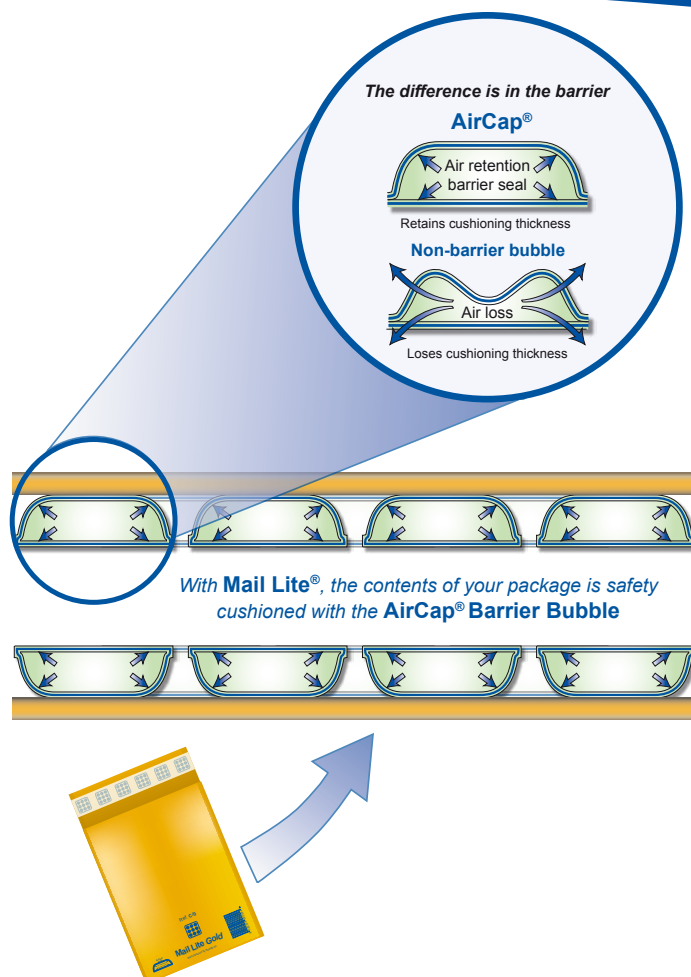 The difference is in the barrier
AirCap®
Air retention
barrier seal
Retains cushioning thickness
Non-barrier bubble
Air loss
Loses cushioning thickness
With Mail Lite®, the contents of your package is safety
cushioned with the AirCap® Barrier Bubble
Mail Lite Gold